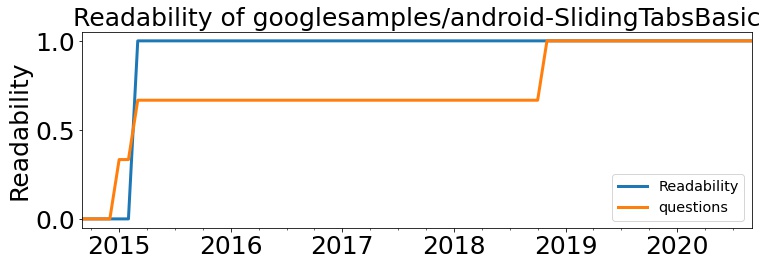 Readability of googlesamples/android-SlidingTabsBasic
1.0
0.5
0.0
Readability
Readability
questions
2015 2016 2017 2018 2019 2020